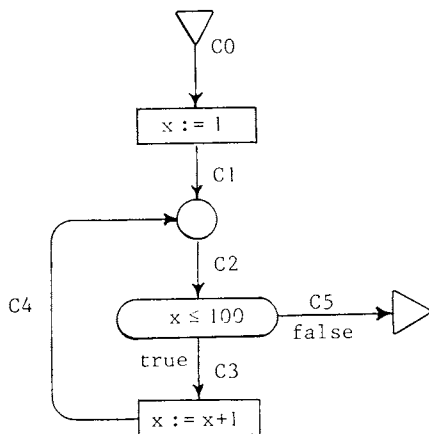 C0
x := 1
C1
C2
C4
x ≤ 100
C5
false
true
C3
x := x+1